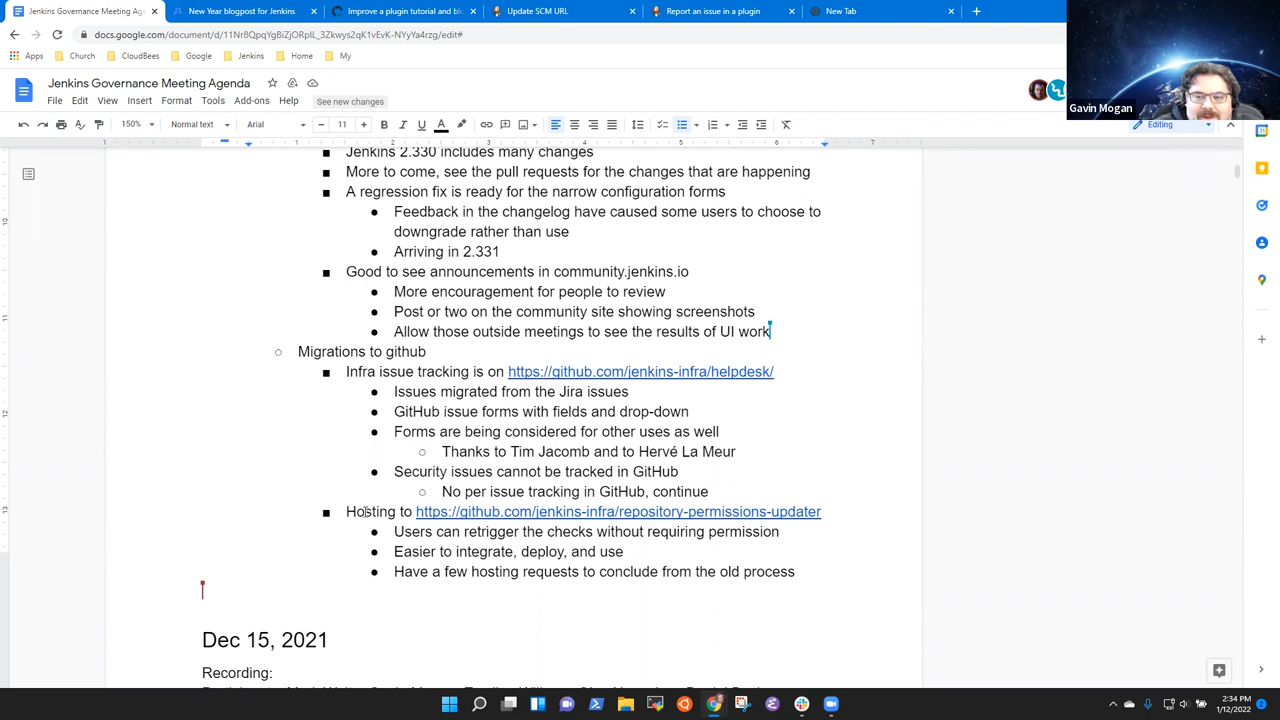 Jenkins Governance Meeting Age
New Year blogpost for Jenkins
Improve a plugin tutorial and blo
Update SCM URL
Report an issue in a plugin
New Tab
docs.google.com/document/d/11Nr8QpqYgBiZjORpIL_3Zkwys2qK1vEvK-NYyYa4rzg/edit#
Apps
Church
CloudBees
Google
Jenkins
Home
My
Jenkins Governance Meeting Agenda
File Edit View Insert Format Tools Add-ons Help
See new changes
Gavin Mogan
150%
Normal text
Arial
11
Editing
Jenkins 2.330 includes many changes
More to come, see the pull requests for the changes that are happening
A regression fix is ready for the narrow configuration forms
Feedback in the changelog have caused some users to choose to
downgrade rather than use
Arriving in 2.331
Good to see announcements in community.jenkins.io
More encouragement for people to review
Post or two on the community site showing screenshots
Allow those outside meetings to see the results of UI work
Migrations to github
Infra issue tracking is on https://github.com/jenkins-infra/helpdesk/
Issues migrated from the Jira issues
GitHub issue forms with fields and drop-down
Forms are being considered for other uses as well
Thanks to Tim Jacomb and to Hervé La Meur
Security issues cannot be tracked in GitHub
No per issue tracking in GitHub, continue
Hosting to https://github.com/jenkins-infra/repository-permissions-updater
Users can retrigger the checks without requiring permission
Easier to integrate, deploy, and use
Have a few hosting requests to conclude from the old process
Dec 15, 2021
Recording:
2:34 PM
1/12/2022